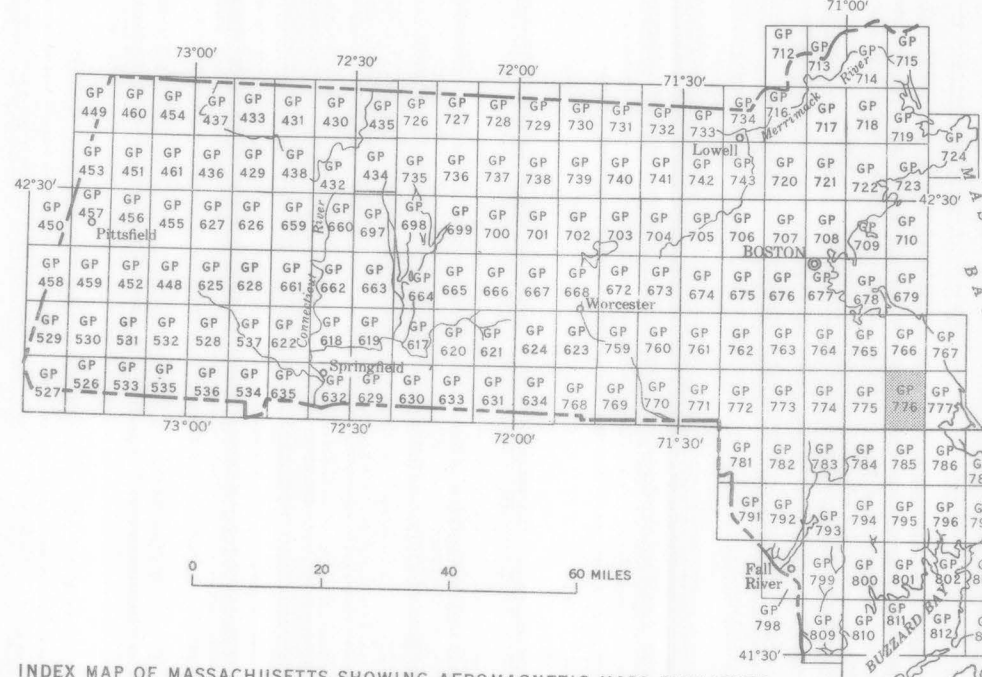 71°00'
GP 712 GP 713 GP 714 GP 715
73°00' 72°30' 72°00' 71°30'
GP 449 GP 460 GP 454 GP 437 GP 433 GP 431 GP 430 GP 435 GP 726 GP 727 GP 728 GP 729 GP 730 GP 731 GP 732 GP 733 GP 734 GP 716 GP 717 GP 718 GP 719
Merrimack River
Lowell
GP 724
GP 453 GP 451 GP 461 GP 436 GP 429 GP 438 GP 432 GP 434 GP 735 GP 736 GP 737 GP 738 GP 739 GP 740 GP 741 GP 742 GP 743 GP 720 GP 721 GP 722 GP 723
42°30' 42°30'
GP 450 GP 457 GP 456 GP 455 GP 627 GP 626 GP 659 GP 660 GP 697 GP 698 GP 699 GP 700 GP 701 GP 702 GP 703 GP 704 GP 705 GP 706 GP 707 GP 708 GP 709 GP 710
Pittsfield
BOSTON
GP 458 GP 459 GP 452 GP 448 GP 625 GP 628 GP 661 GP 662 GP 663 GP 664 GP 665 GP 666 GP 667 GP 668 GP 672 GP 673 GP 674 GP 675 GP 676 GP 677 GP 678 GP 679
Connecticut River
Worcester
GP 529 GP 530 GP 531 GP 532 GP 528 GP 537 GP 622 GP 618 GP 619 GP 617 GP 620 GP 621 GP 624 GP 623 GP 759 GP 760 GP 761 GP 762 GP 763 GP 764 GP 765 GP 766 GP 767
Springfield
GP 527 GP 526 GP 533 GP 535 GP 536 GP 534 GP 635 GP 632 GP 629 GP 630 GP 633 GP 631 GP 634 GP 768 GP 769 GP 770 GP 771 GP 772 GP 773 GP 774 GP 775 GP 776 GP 777
73°00' 72°30' 72°00' 71°30'
GP 781 GP 782 GP 783 GP 784 GP 785 GP 786
GP 791 GP 792 GP 793 GP 794 GP 795 GP 796
0 20 40 60 MILES
Fall River
GP 799 GP 800 GP 801 GP 802
GP 798 GP 809 GP 810 GP 811 GP 812
BUZZARD BAY
41°30'
INDEX MAP OF MASSACHUSETTS SHOWING AEROMAGNETIC MAPS